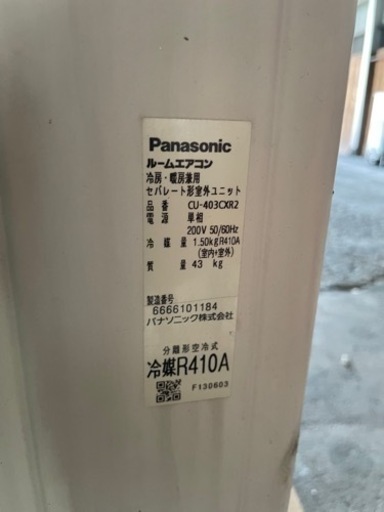 Panasonic
ルームエアコン
冷房・暖房兼用
セパレート形室外ユニット
品番 CU-403CXR2
電源 単相
200V 50/60Hz
冷媒量 1.50kg R410A
(室内+室外)
質量 43 kg
製造番号
6666101184
パナソニック株式会社
分離形空冷式
冷媒R410A
F130603